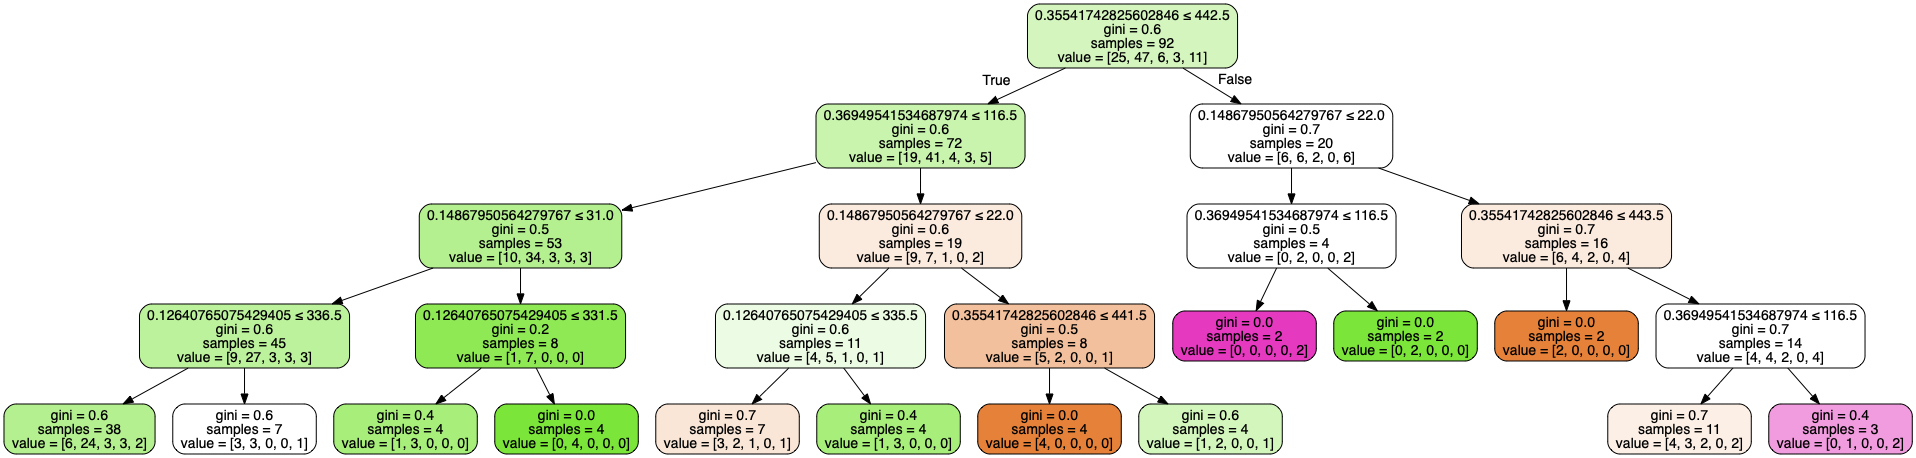 0.35541742825602846 ≤ 442.5
gini = 0.6
samples = 92
value = [25, 47, 6, 3, 11]
True
False
0.36949541534687974 ≤ 116.5
gini = 0.6
samples = 72
value = [19, 41, 4, 3, 5]
0.14867950564279767 ≤ 22.0
gini = 0.7
samples = 20
value = [6, 6, 2, 0, 6]
0.14867950564279767 ≤ 31.0
gini = 0.5
samples = 53
value = [10, 34, 3, 3, 3]
0.14867950564279767 ≤ 22.0
gini = 0.6
samples = 19
value = [9, 7, 1, 0, 2]
0.36949541534687974 ≤ 116.5
gini = 0.5
samples = 4
value = [0, 2, 0, 0, 2]
0.35541742825602846 ≤ 443.5
gini = 0.7
samples = 16
value = [6, 4, 2, 0, 4]
0.12640765075429405 ≤ 336.5
gini = 0.6
samples = 45
value = [9, 27, 3, 3, 3]
0.12640765075429405 ≤ 331.5
gini = 0.2
samples = 8
value = [1, 7, 0, 0, 0]
0.12640765075429405 ≤ 335.5
gini = 0.6
samples = 11
value = [4, 5, 1, 0, 1]
0.35541742825602846 ≤ 441.5
gini = 0.5
samples = 8
value = [5, 2, 0, 0, 1]
gini = 0.0
samples = 2
value = [0, 0, 0, 0, 2]
gini = 0.0
samples = 2
value = [0, 2, 0, 0, 0]
gini = 0.0
samples = 2
value = [2, 0, 0, 0, 0]
0.36949541534687974 ≤ 116.5
gini = 0.7
samples = 14
value = [4, 4, 2, 0, 4]
gini = 0.6
samples = 38
value = [6, 24, 3, 3, 2]
gini = 0.6
samples = 7
value = [3, 3, 0, 0, 1]
gini = 0.4
samples = 4
value = [1, 3, 0, 0, 0]
gini = 0.0
samples = 4
value = [0, 4, 0, 0, 0]
gini = 0.7
samples = 7
value = [3, 2, 1, 0, 1]
gini = 0.4
samples = 4
value = [1, 3, 0, 0, 0]
gini = 0.0
samples = 4
value = [4, 0, 0, 0, 0]
gini = 0.6
samples = 4
value = [1, 2, 0, 0, 1]
gini = 0.7
samples = 11
value = [4, 3, 2, 0, 2]
gini = 0.4
samples = 3
value = [0, 1, 0, 0, 2]